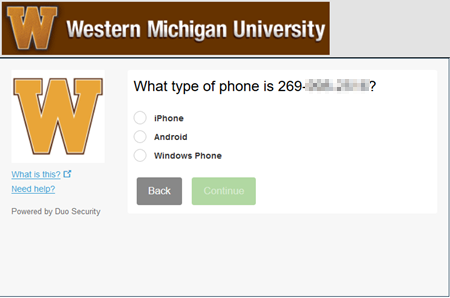 W Western Michigan University
What type of phone is 269-
?
W
iPhone
Android
Windows Phone
What is this?
Need help?
Back Continue
Powered by Duo Security